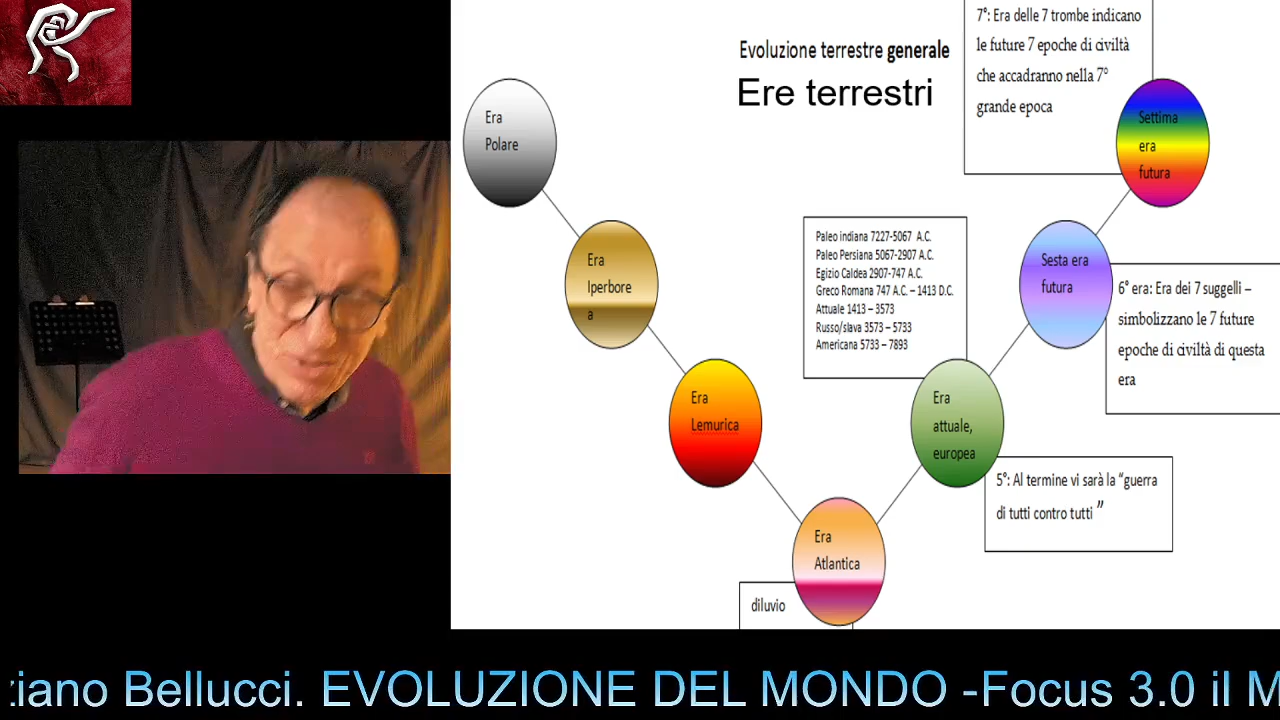 7°: Era delle 7 trombe indicano
le future 7 epoche di civiltà
che accadranno nella 7°
grande epoca
Evoluzione terrestre generale
Ere terrestri
Era
Polare
Settima
era
futura
Era
Iperbore
a
Paleo indiana 7227-5067 A.C.
Paleo Persiana 5067-2907 A.C.
Egizio Caldea 2907-747 A.C.
Greco Romana 747 A.C. – 1413 D.C.
Attuale 1413 – 3573
Russo/slava 3573 – 5733
Americana 5733 – 7893
Sesta era
futura
6° era: Era dei 7 suggelli –
simbolizzano le 7 future
epoche di civiltà di questa
era
Era
Lemurica
Era
attuale,
europea
5°: Al termine vi sarà la “guerra
di tutti contro tutti ”
Era
Atlantica
diluvio
ziano Bellucci. EVOLUZIONE DEL MONDO -Focus 3.0 il M